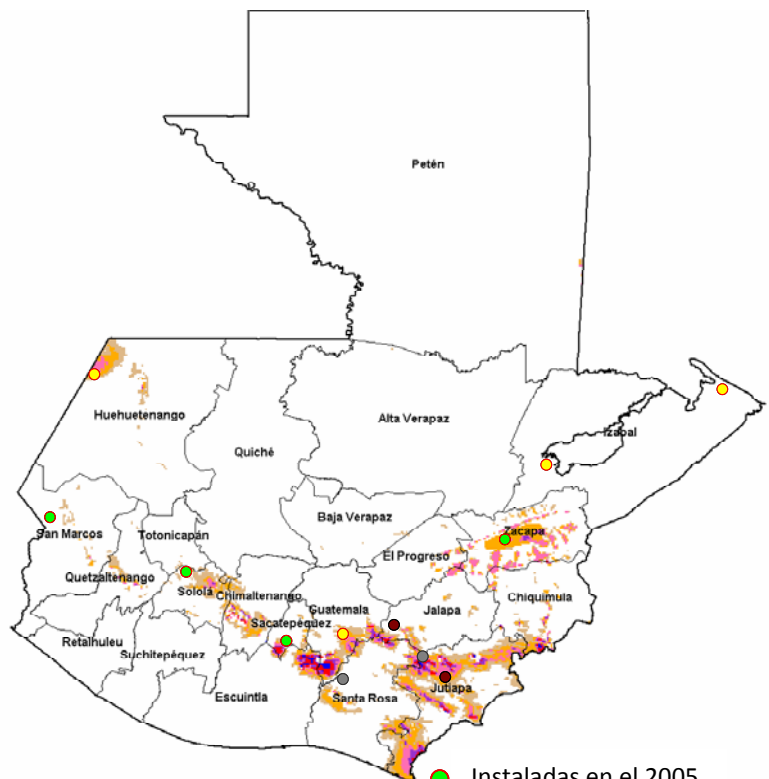 Petén
Huehuetenango
Alta Verapaz
Izabal
Quiché
Baja Verapaz
San Marcos
Totonicapán
Zacapa
El Progreso
Quetzaltenango
Sololá
Chimaltenango
Guatemala
Jalapa
Chiquimula
Sacatepéquez
Retalhuleu
Suchitepéquez
Escuintla
Santa Rosa
Jutiapa
Instaladas en el 2005